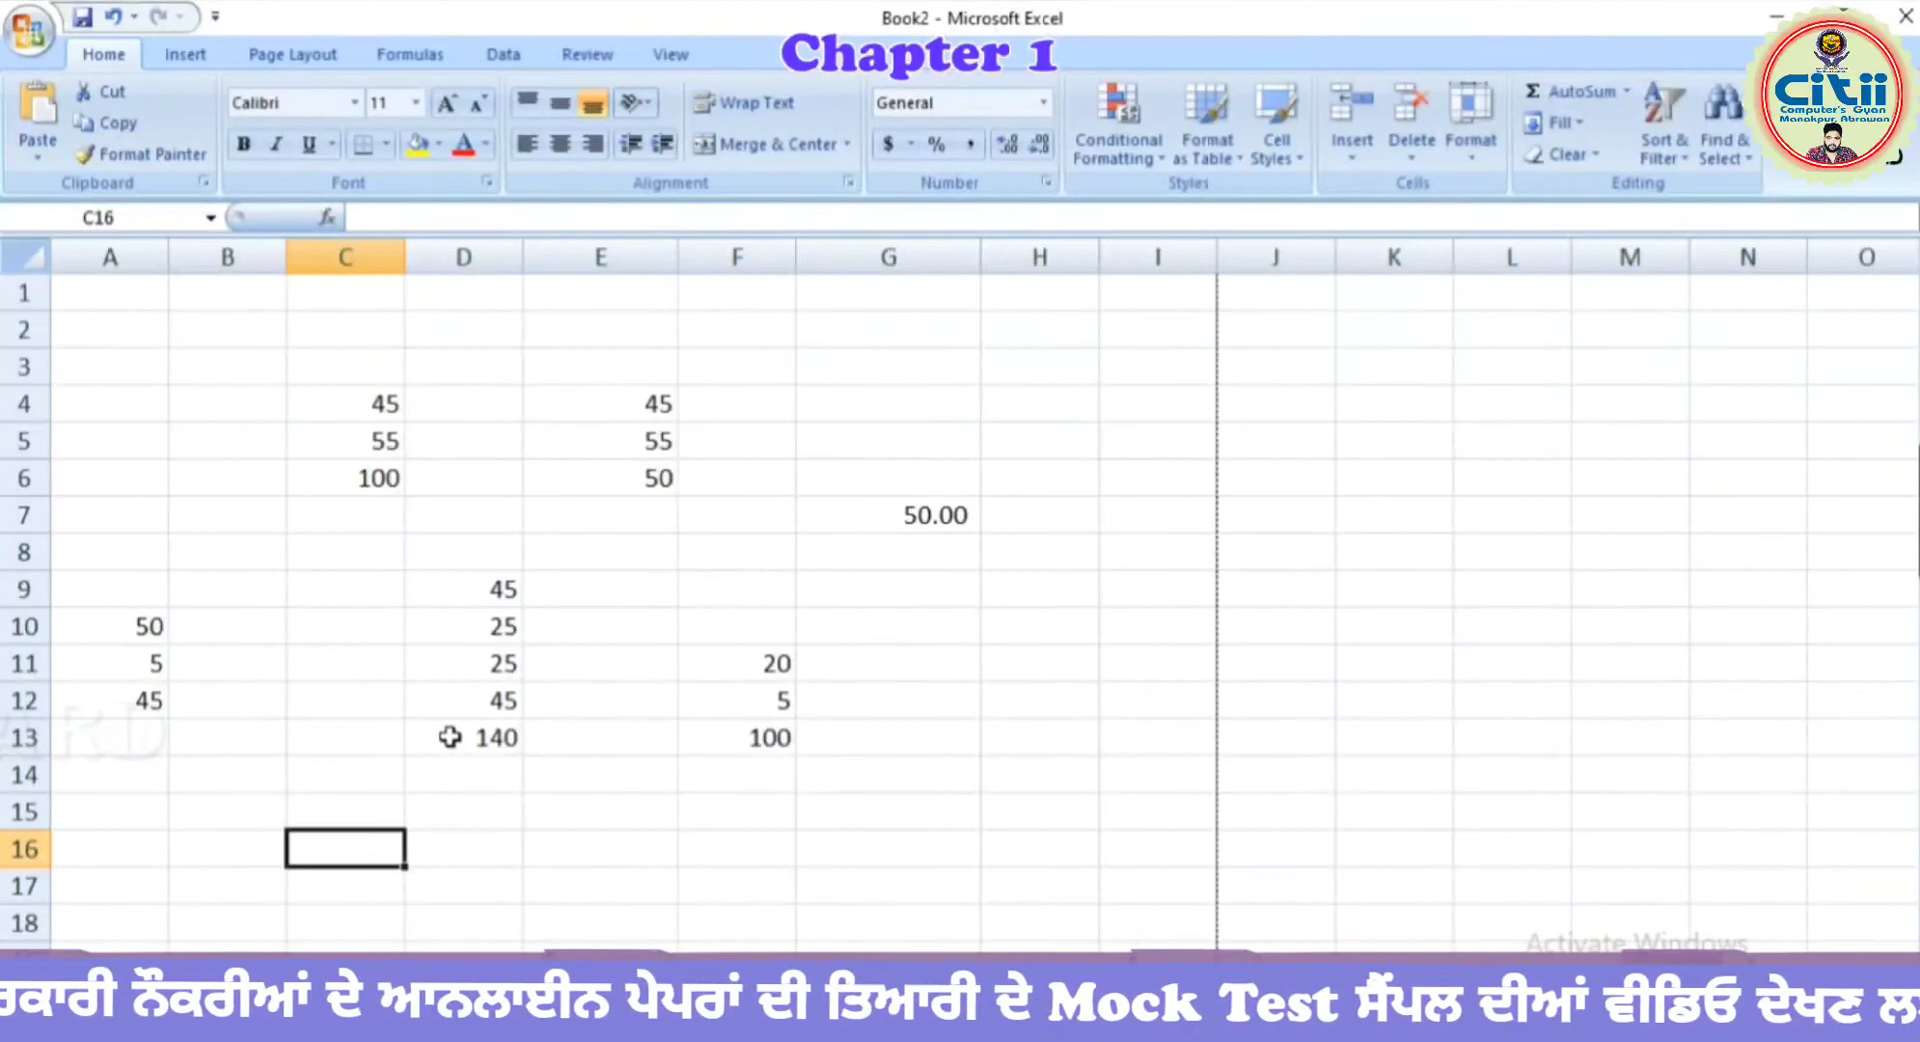 Book2 - Microsoft Excel
Home Insert Page Layout Formulas Data Review View
Chapter 1
Citii
Computer's Gyan
Manakpur, Abrawan
Paste
Cut
Copy
Format Painter
Clipboard
Calibri 11
B I U
Font
Wrap Text
Merge & Center
Alignment
General
$ % ,
Number
Conditional Formatting
Format as Table
Cell Styles
Styles
Insert
Delete
Format
Cells
Σ AutoSum
Fill
Clear
Sort & Filter
Find & Select
Editing
C16 fx
A B C D E F G H I J K L M N O
1
2
3
4 45 45
5 55 55
6 100 50
7 50.00
8
9 45
10 50 25
11 5 25 20
12 45 45 5
13 140 100
14
15
16
17
18
Activate Windows
ਰਕਾਰੀ ਨੌਕਰੀਆਂ ਦੇ ਆਨਲਾਈਨ ਪੇਪਰਾਂ ਦੀ ਤਿਆਰੀ ਦੇ Mock Test ਸੈਂਪਲ ਦੀਆਂ ਵੀਡਿਓ ਦੇਖਣ